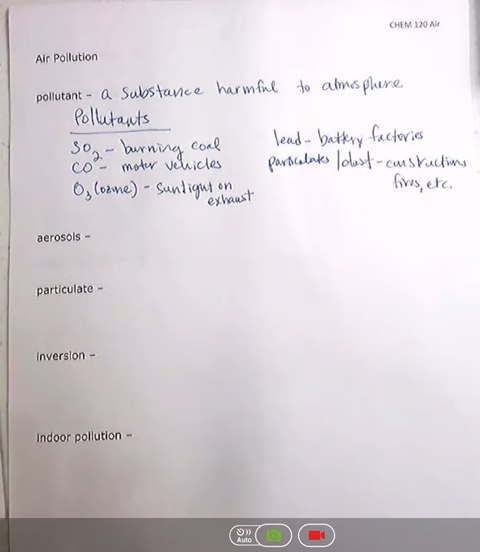 CHEM 120 Air
Air Pollution
pollutant – a substance harmful to atmosphere
Pollutants
SO2 – burning coal
CO – motor vehicles
O3 (ozone) – sunlight on
exhaust
lead – battery factories
particulates / dust – constructions
fires, etc.
aerosols –
particulate –
inversion –
indoor pollution –
Auto